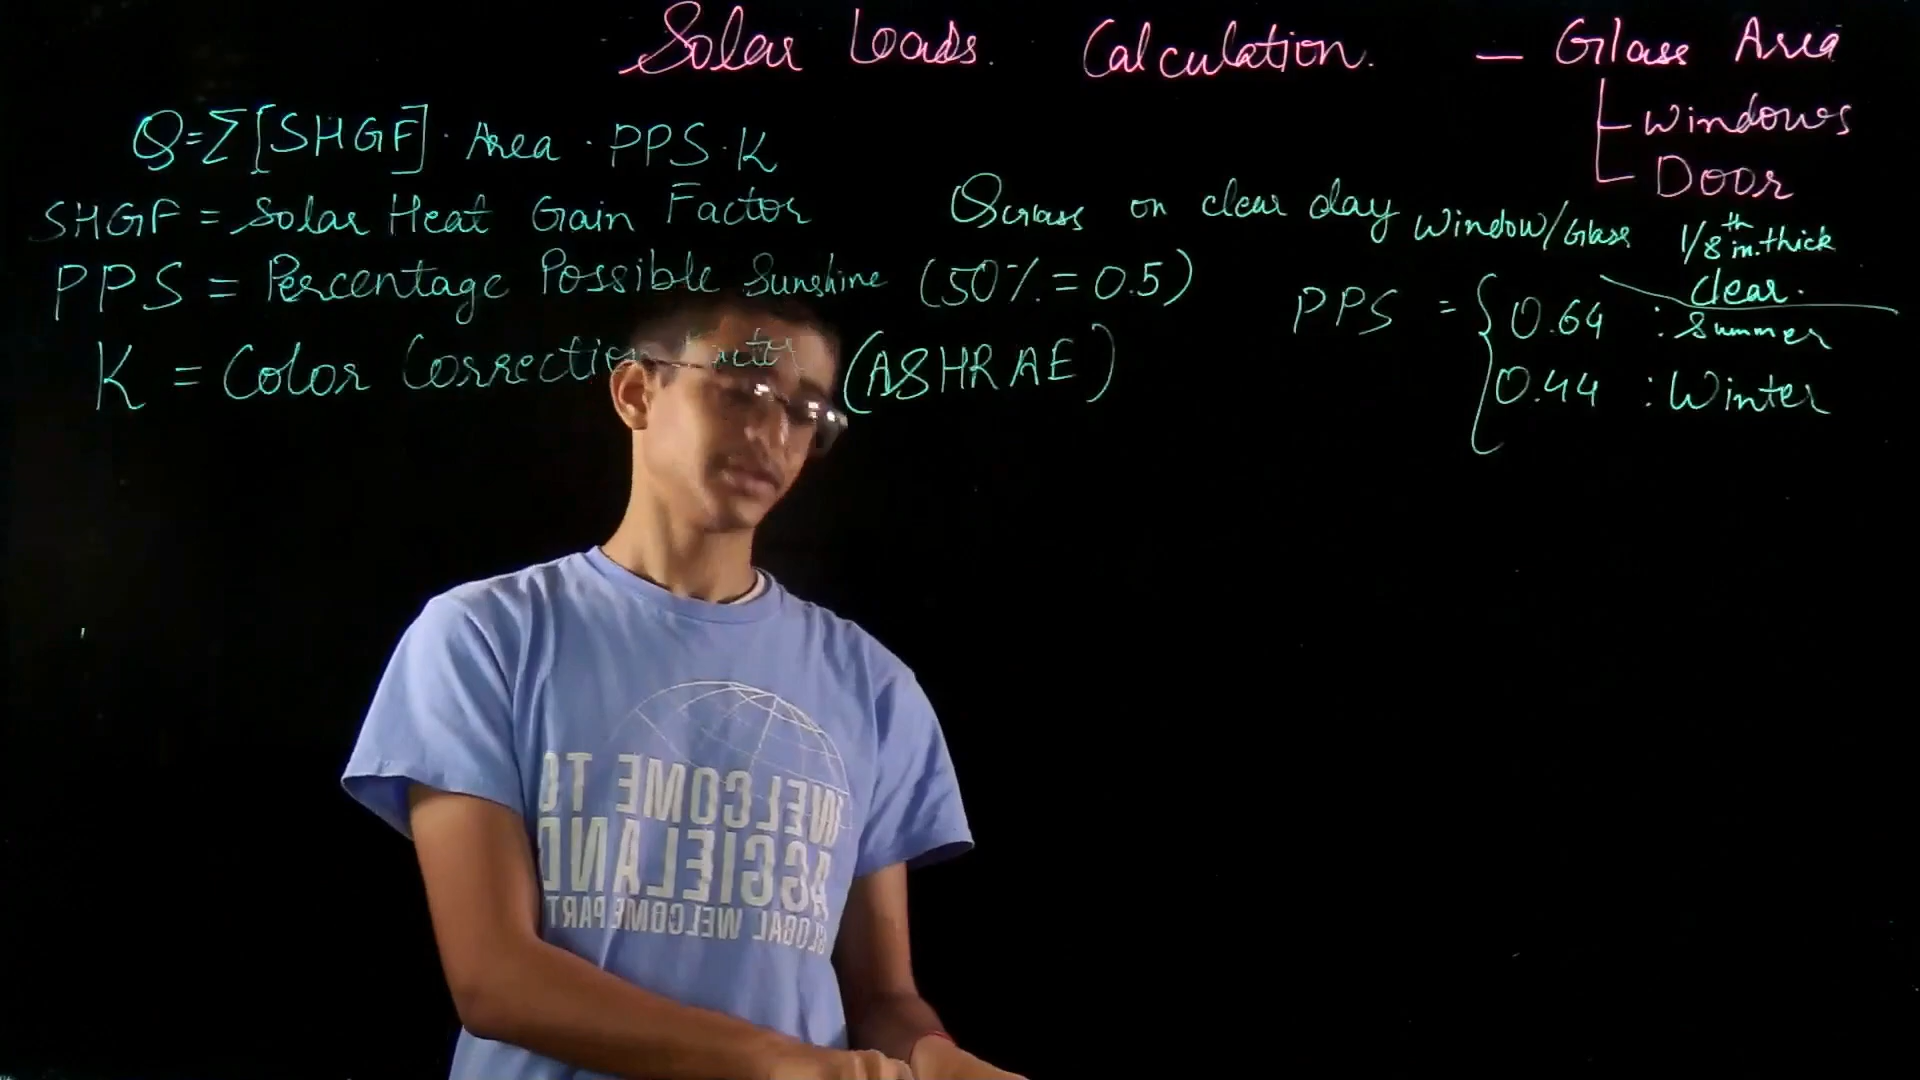 Solar Loads. Calculation. — Glass Area
Windows
Door
Q=Σ[SHGF]·Area·PPS·K
SHGF = Solar Heat Gain Factor
QGlass on clear day Window/Glass 1/8th in. thick
clear.
PPS = Percentage Possible Sunshine (50% = 0.5)
PPS = { 0.64 : Summer
0.44 : Winter
K = Color Correction Factor (ASHRAE)
WELCOME TO
AGGIELAND
GLOBAL WELCOME PART